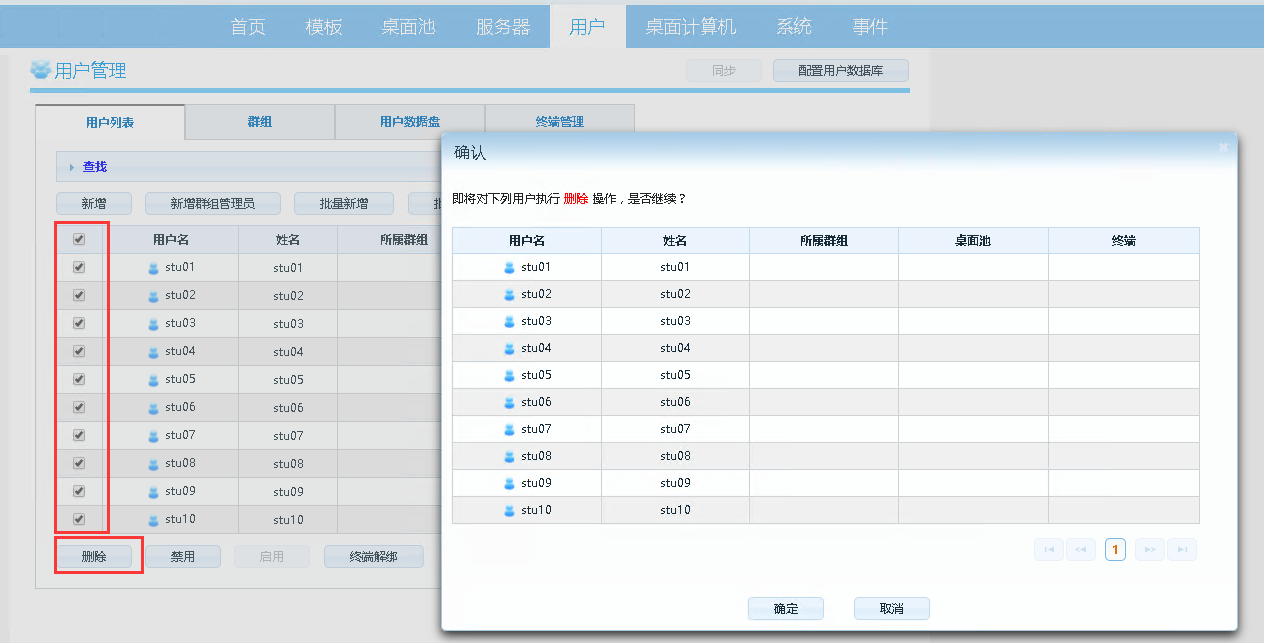 首页 模板 桌面池 服务器 用户 桌面计算机 系统 事件
用户管理
同步 配置用户数据库
用户列表 群组 用户数据盘 终端管理
查找
新增 新增群组管理员 批量新增
用户名 姓名 所属群组
stu01 stu01
stu02 stu02
stu03 stu03
stu04 stu04
stu05 stu05
stu06 stu06
stu07 stu07
stu08 stu08
stu09 stu09
stu10 stu10
删除 禁用 启用 终端解绑
确认
即将对下列用户执行 删除 操作，是否继续？
用户名 姓名 所属群组 桌面池 终端
stu01 stu01
stu02 stu02
stu03 stu03
stu04 stu04
stu05 stu05
stu06 stu06
stu07 stu07
stu08 stu08
stu09 stu09
stu10 stu10
1
确定 取消